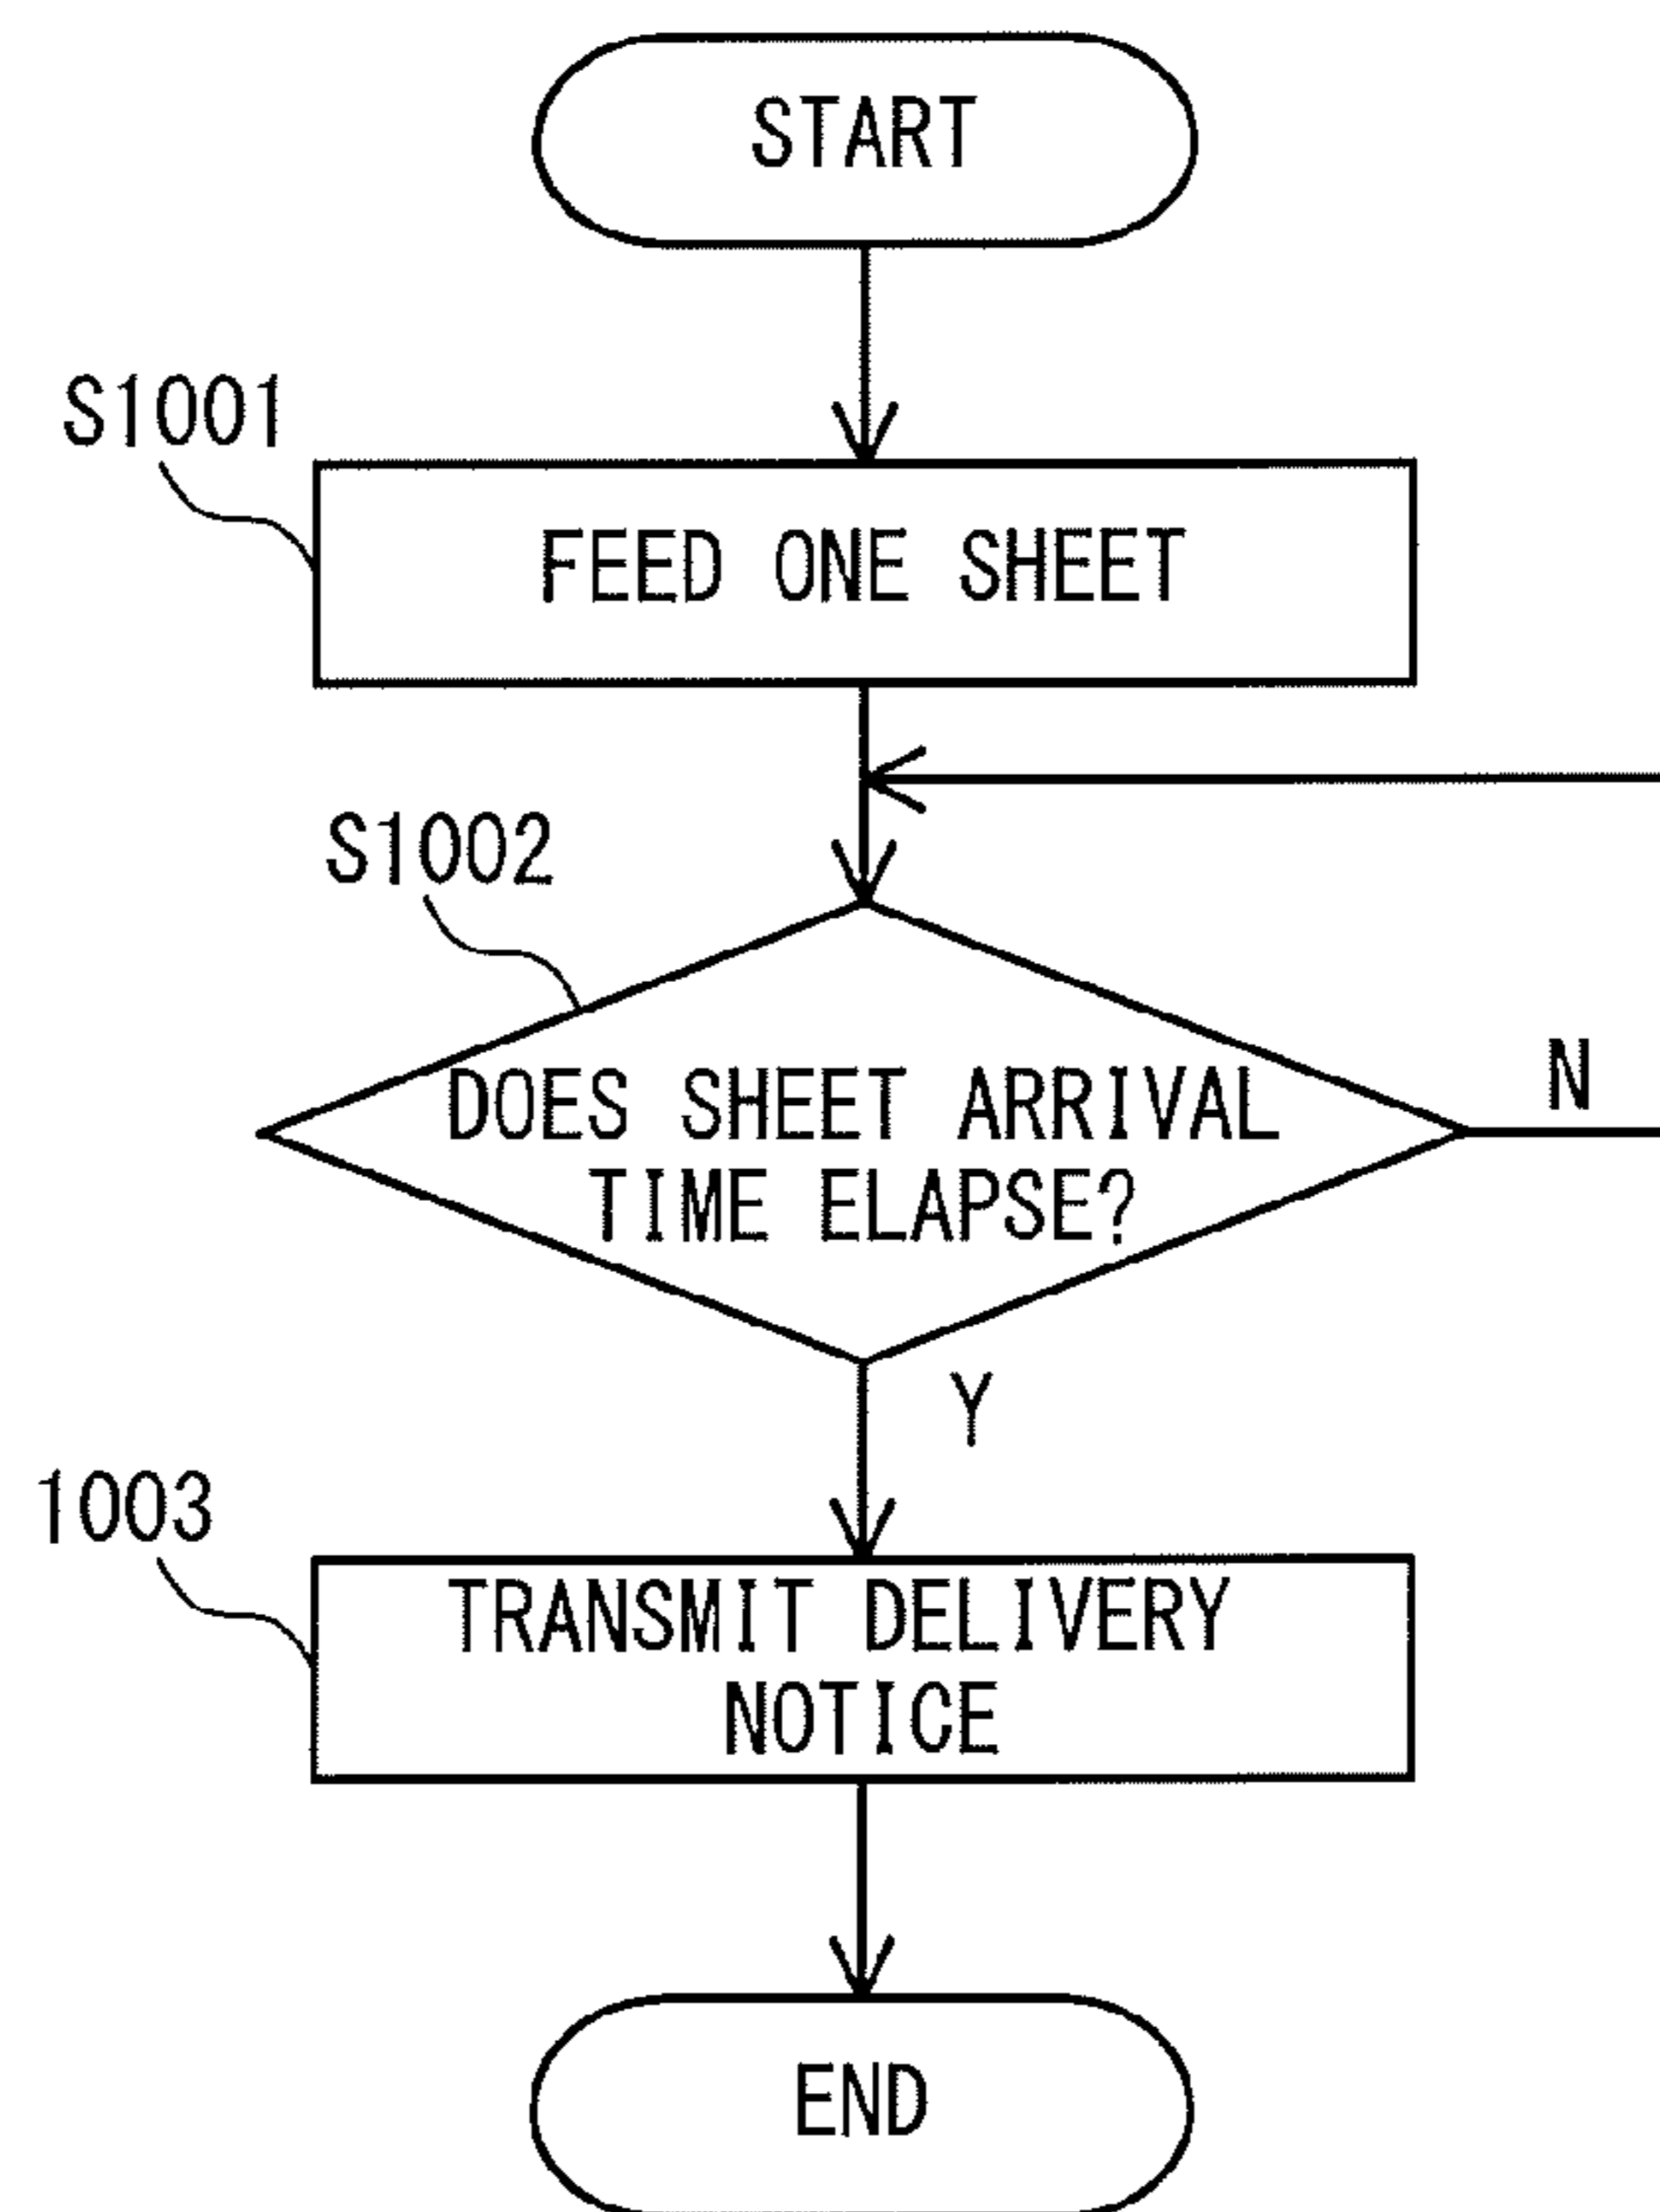 START
S1001
FEED ONE SHEET
S1002
DOES SHEET ARRIVAL
TIME ELAPSE?
N
Y
1003
TRANSMIT DELIVERY
NOTICE
END